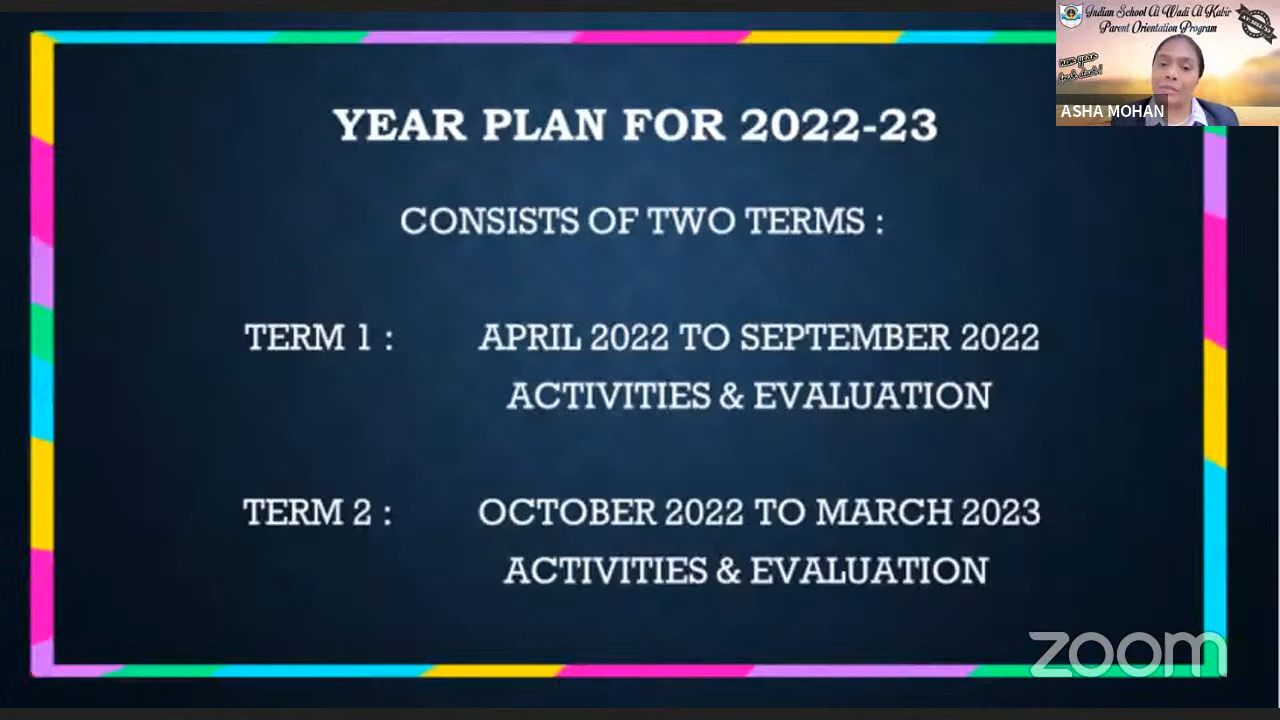 Indian School Al Wadi Al Kabir
Parent Orientation Program
new year
ASHA MOHAN
YEAR PLAN FOR 2022-23
CONSISTS OF TWO TERMS :
TERM 1 : APRIL 2022 TO SEPTEMBER 2022
ACTIVITIES & EVALUATION
TERM 2 : OCTOBER 2022 TO MARCH 2023
ACTIVITIES & EVALUATION
zoom